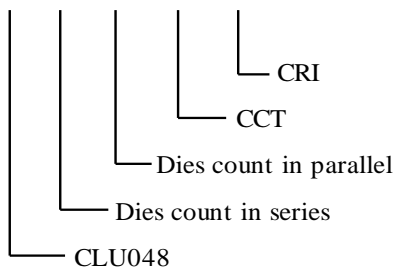 CRI
CCT
Dies count in parallel
Dies count in series
CLU048